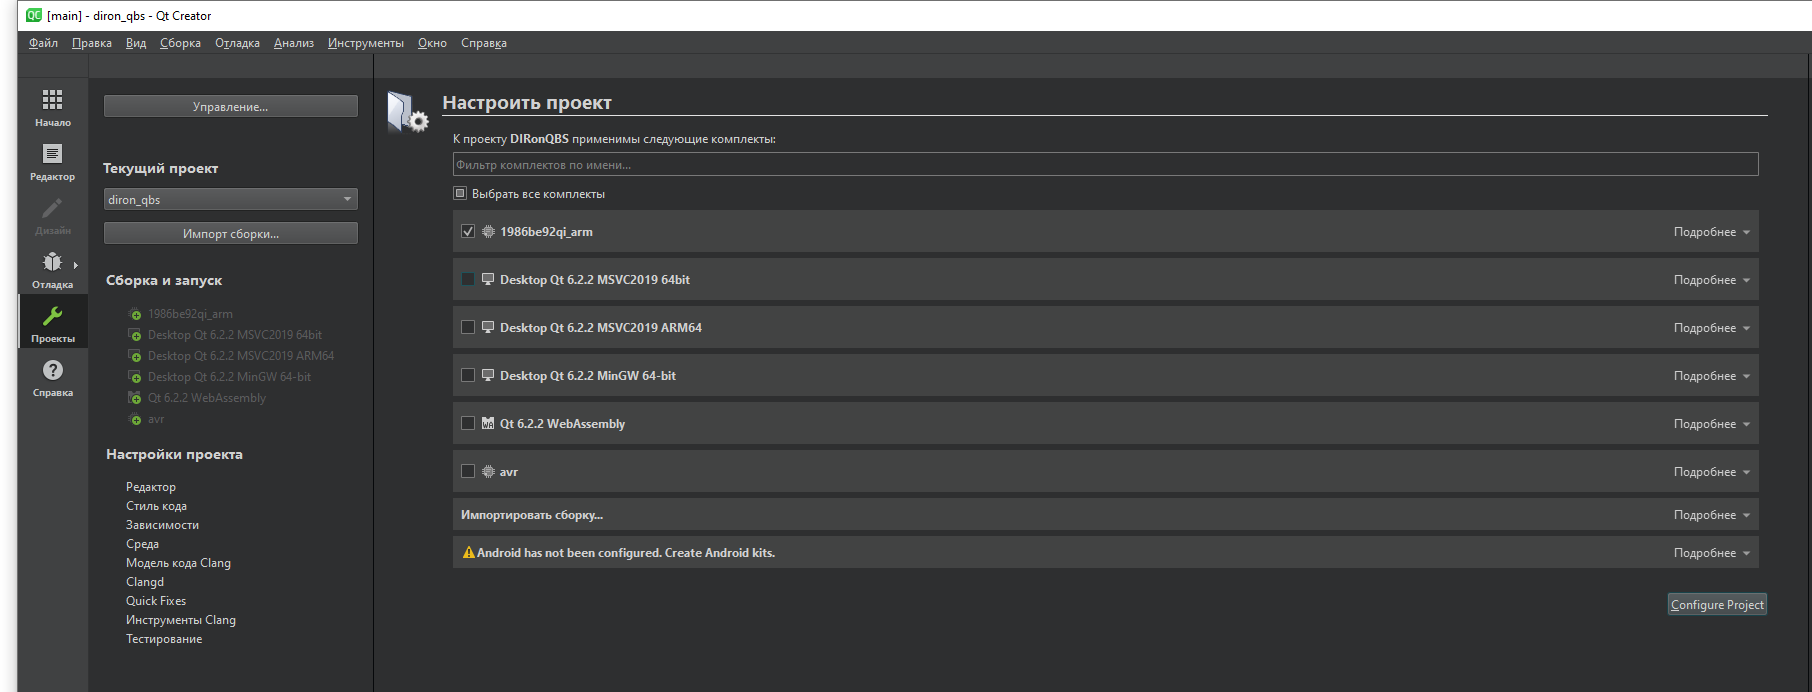 QC [main] - diron_qbs - Qt Creator
Файл Правка Вид Сборка Отладка Анализ Инструменты Окно Справка
Начало
Редактор
Дизайн
Отладка
Проекты
Справка
Управление...
Текущий проект
diron_qbs
Импорт сборки...
Сборка и запуск
1986be92qi_arm
Desktop Qt 6.2.2 MSVC2019 64bit
Desktop Qt 6.2.2 MSVC2019 ARM64
Desktop Qt 6.2.2 MinGW 64-bit
Qt 6.2.2 WebAssembly
avr
Настройки проекта
Редактор
Стиль кода
Зависимости
Среда
Модель кода Clang
Clangd
Quick Fixes
Инструменты Clang
Тестирование
Настроить проект
К проекту DIRonQBS применимы следующие комплекты:
Фильтр комплектов по имени...
Выбрать все комплекты
1986be92qi_arm Подробнее
Desktop Qt 6.2.2 MSVC2019 64bit Подробнее
Desktop Qt 6.2.2 MSVC2019 ARM64 Подробнее
Desktop Qt 6.2.2 MinGW 64-bit Подробнее
Qt 6.2.2 WebAssembly Подробнее
avr Подробнее
Импортировать сборку... Подробнее
Android has not been configured. Create Android kits. Подробнее
Configure Project